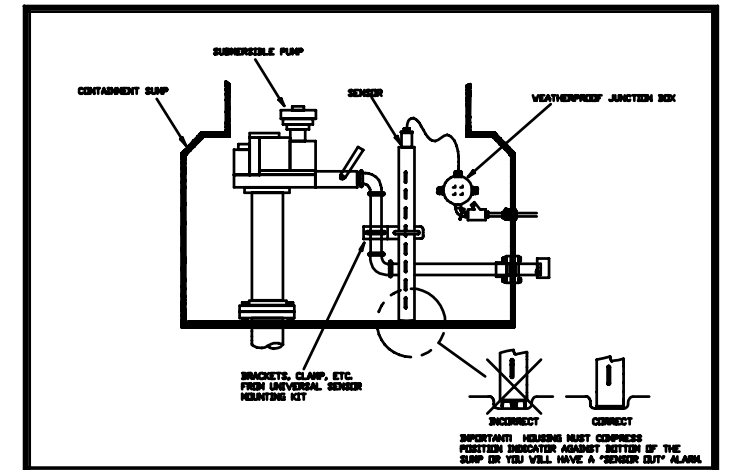 SUBMERSIBLE PUMP
CONTAINMENT SUMP
SENSOR
WEATHERPROOF JUNCTION BOX
BRACKETS, CLAMP, ETC.
FROM UNIVERSAL SENSOR
MOUNTING KIT
INCORRECT
CORRECT
IMPORTANT! HOUSING MUST COMPRESS
POSITION INDICATOR AGAINST BOTTOM OF THE
SUMP OR YOU WILL HAVE A "SENSOR OUT" ALARM.